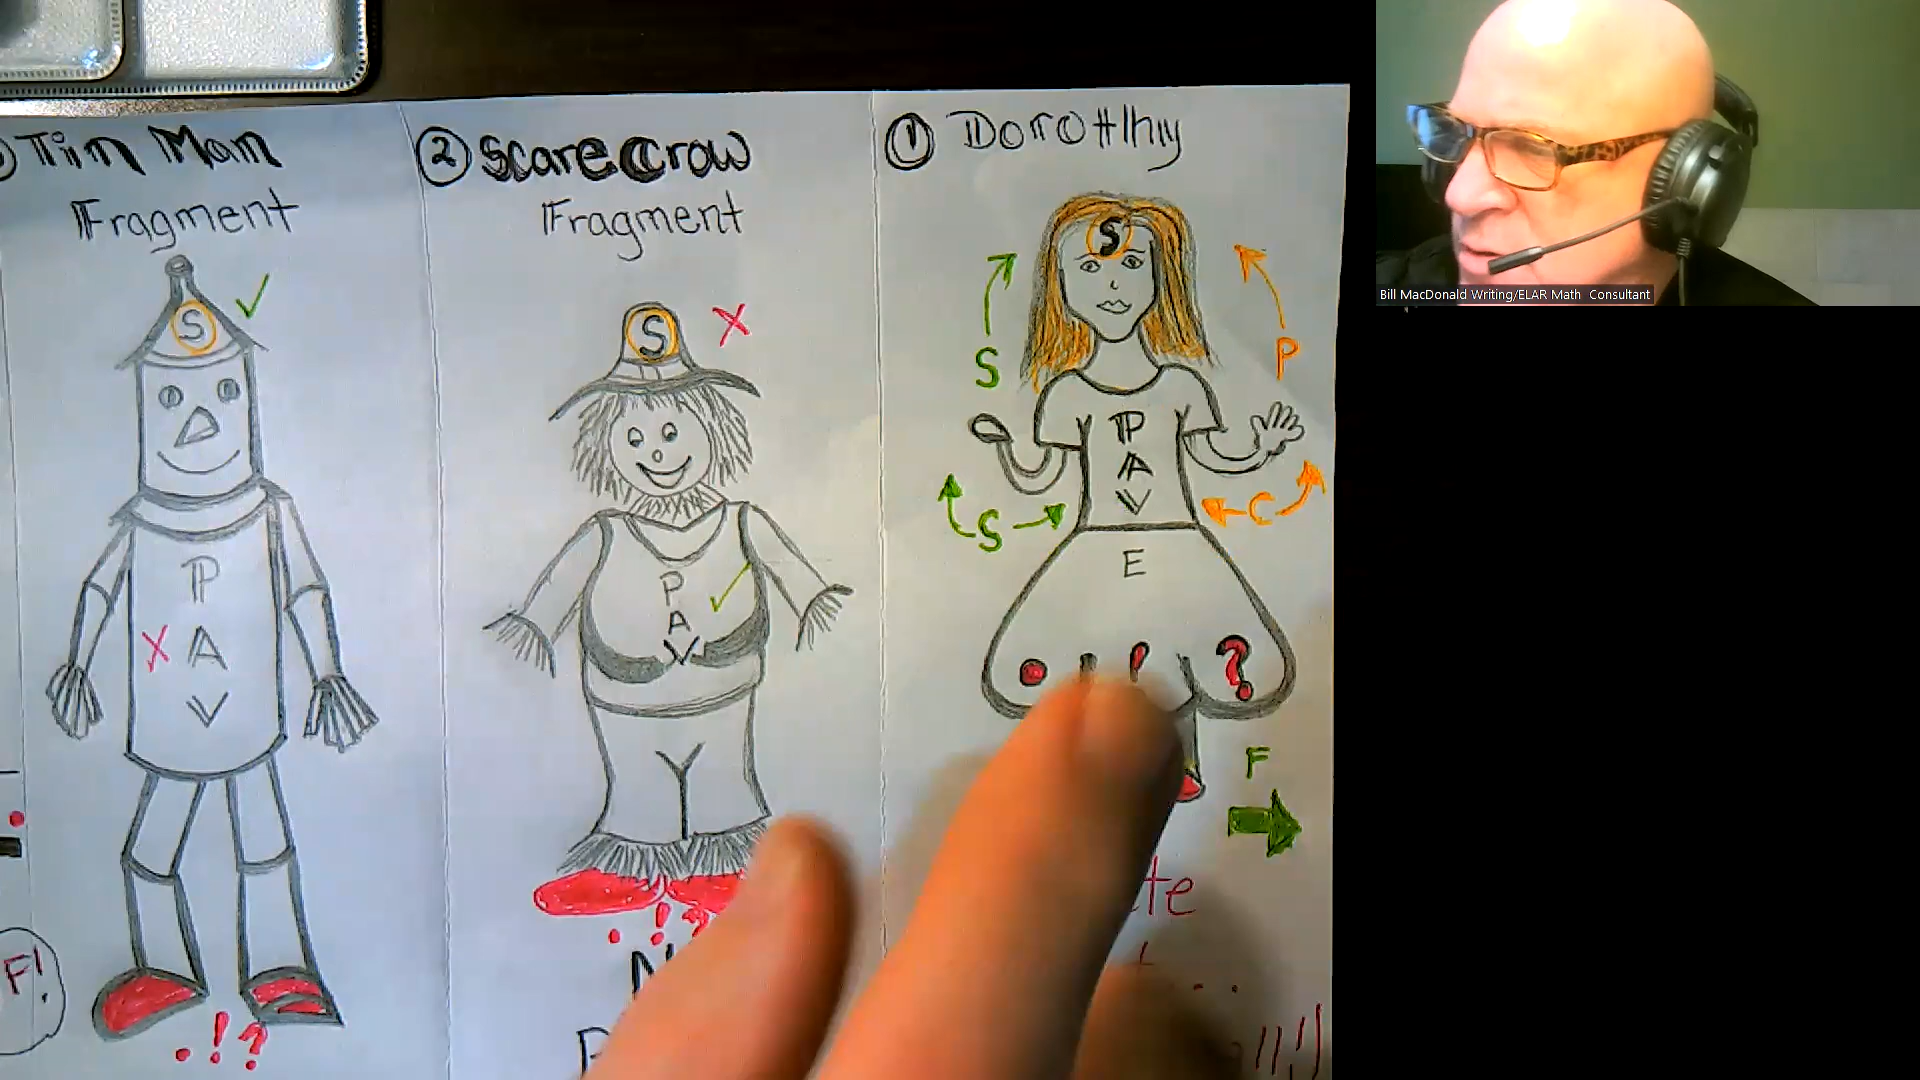 Tin Man
Fragment
S
P
A
V
.!?
F!
② Scarecrow
Fragment
S
P
A
V
.!?
① Dorothy
S
S
P
P
A
V
S
C
E
. ! ?
F
Bill MacDonald Writing/ELAR Math Consultant